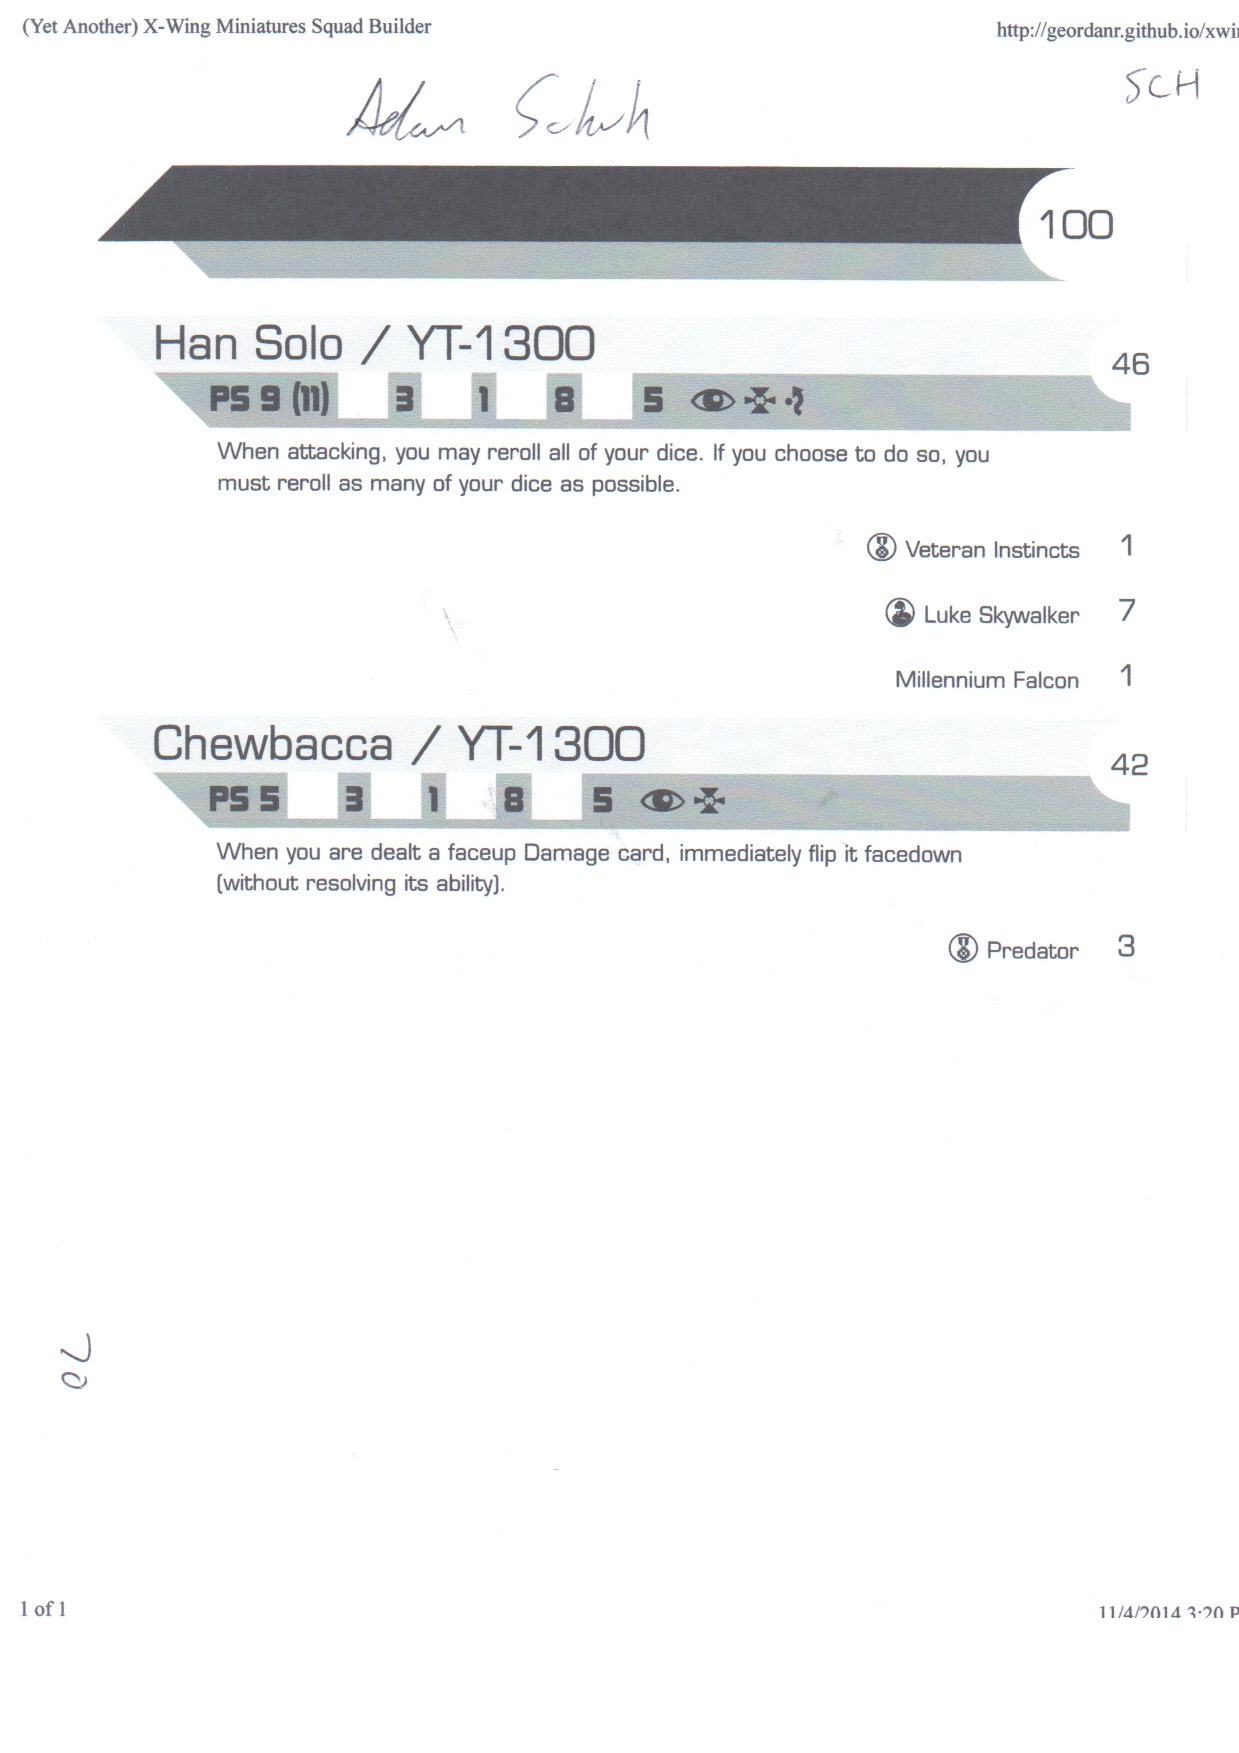 (Yet Another) X-Wing Miniatures Squad Builder
http://geordanr.github.io/xwi
SCH
Adam Schuh
100
Han Solo / YT-1300
46
PS 9 (11) 3 1 8 5
When attacking, you may reroll all of your dice. If you choose to do so, you
must reroll as many of your dice as possible.
Veteran Instincts 1
Luke Skywalker 7
Millennium Falcon 1
Chewbacca / YT-1300
42
PS 5 3 1 8 5
When you are dealt a faceup Damage card, immediately flip it facedown
(without resolving its ability).
Predator 3
70
1 of 1
11/4/2014 3:20 P